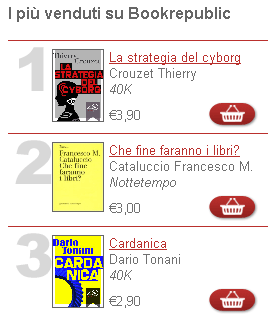 I più venduti su Bookrepublic
1
Thierry
Crouzet
LA
STRATEGIA
DEL
CYBORG
La strategia del cyborg
Crouzet Thierry
40K
€3,90
2
Francesco M.
Cataluccio
Che fine
faranno
i libri?
Che fine faranno i libri?
Cataluccio Francesco M.
Nottetempo
€3,00
3
Dario
Tonani
CARDA
NICA
Cardanica
Dario Tonani
40K
€2,90